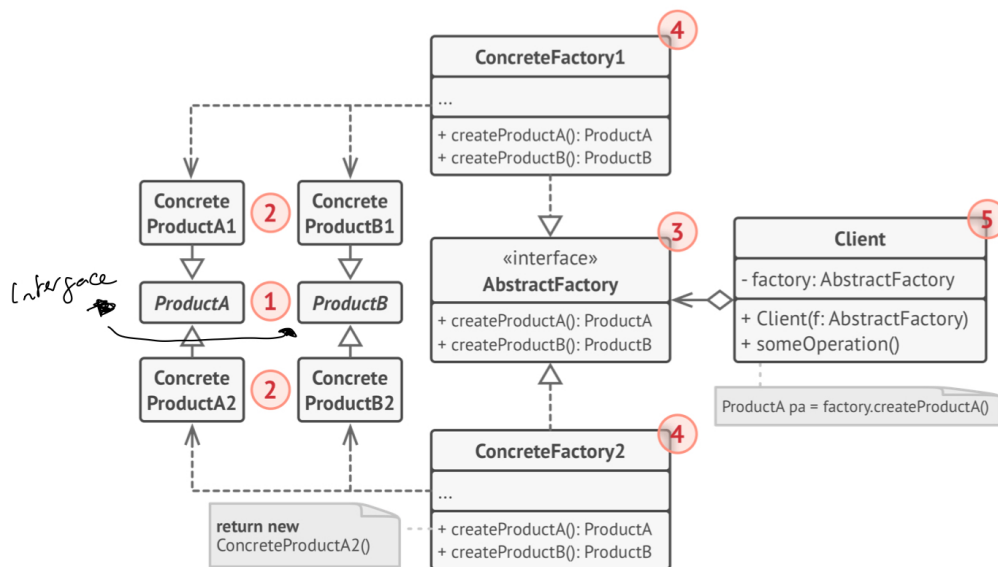 4
ConcreteFactory1
...
+ createProductA(): ProductA
+ createProductB(): ProductB
Concrete
ProductA1
2
Concrete
ProductB1
3
«interface»
AbstractFactory
+ createProductA(): ProductA
+ createProductB(): ProductB
5
Client
- factory: AbstractFactory
+ Client(f: AbstractFactory)
+ someOperation()
Interface
ProductA
1
ProductB
Concrete
ProductA2
2
Concrete
ProductB2
ProductA pa = factory.createProductA()
4
ConcreteFactory2
...
+ createProductA(): ProductA
+ createProductB(): ProductB
return new
ConcreteProductA2()